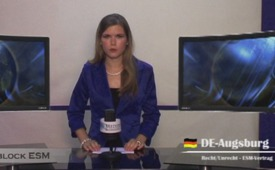 DE-Augsburg
Recht/Unrecht - ESM-Vertrag
BLOCK ESM